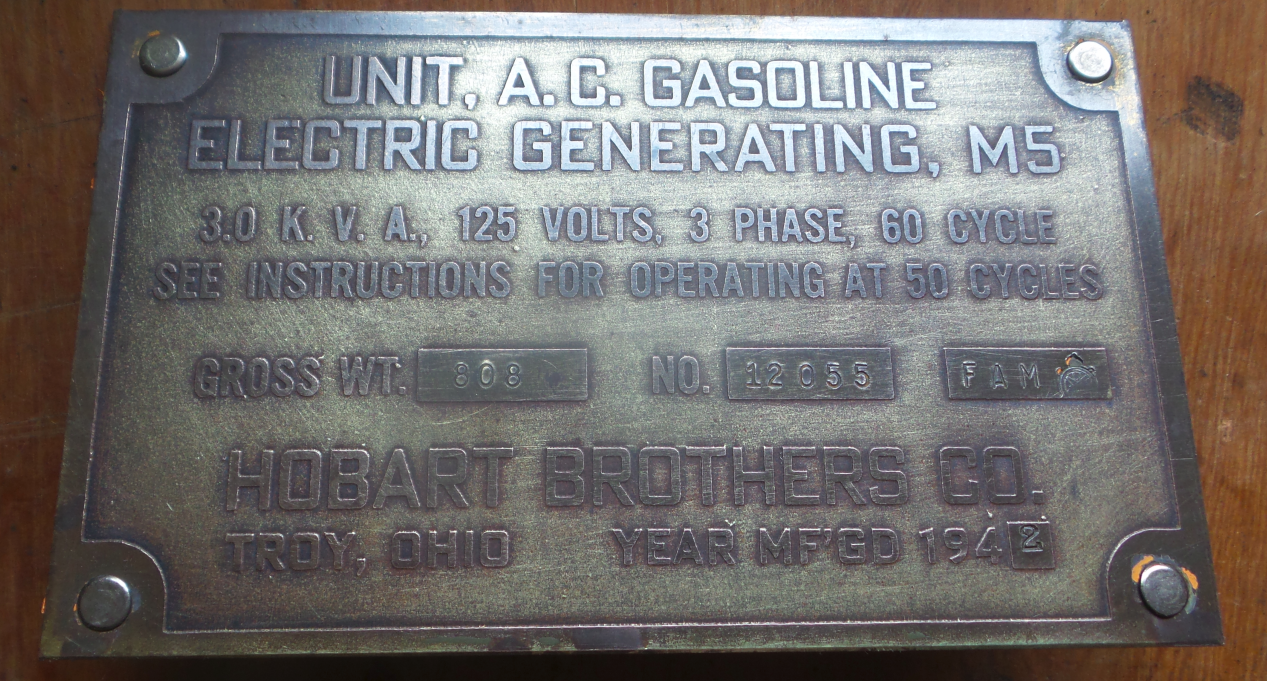 UNIT, A.C. GASOLINE
ELECTRIC GENERATING, M5
3.0 K. V. A., 125 VOLTS, 3 PHASE, 60 CYCLE
SEE INSTRUCTIONS FOR OPERATING AT 50 CYCLES
GROSS WT. 808 NO. 12055 FAM
HOBART BROTHERS CO.
TROY, OHIO YEAR MF'GD 1942